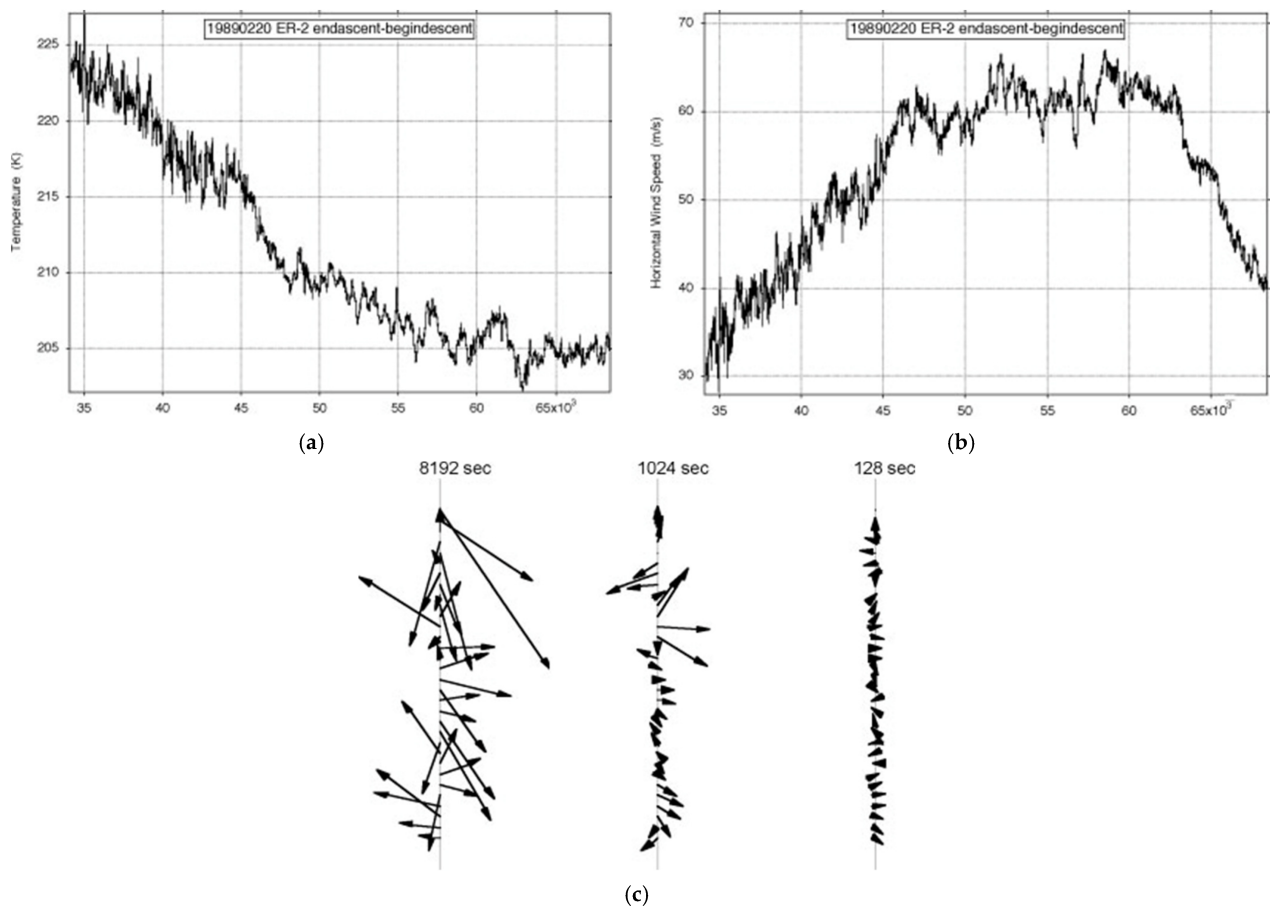 19890220 ER-2 endascent-begindescent
225
220
215
210
205
Temperature (K)
35 40 45 50 55 60 65x10³
(a)
19890220 ER-2 endascent-begindescent
70
60
50
40
30
Horizontal Wind Speed (m/s)
35 40 45 50 55 60 65x10³
(b)
8192 sec 1024 sec 128 sec
(c)